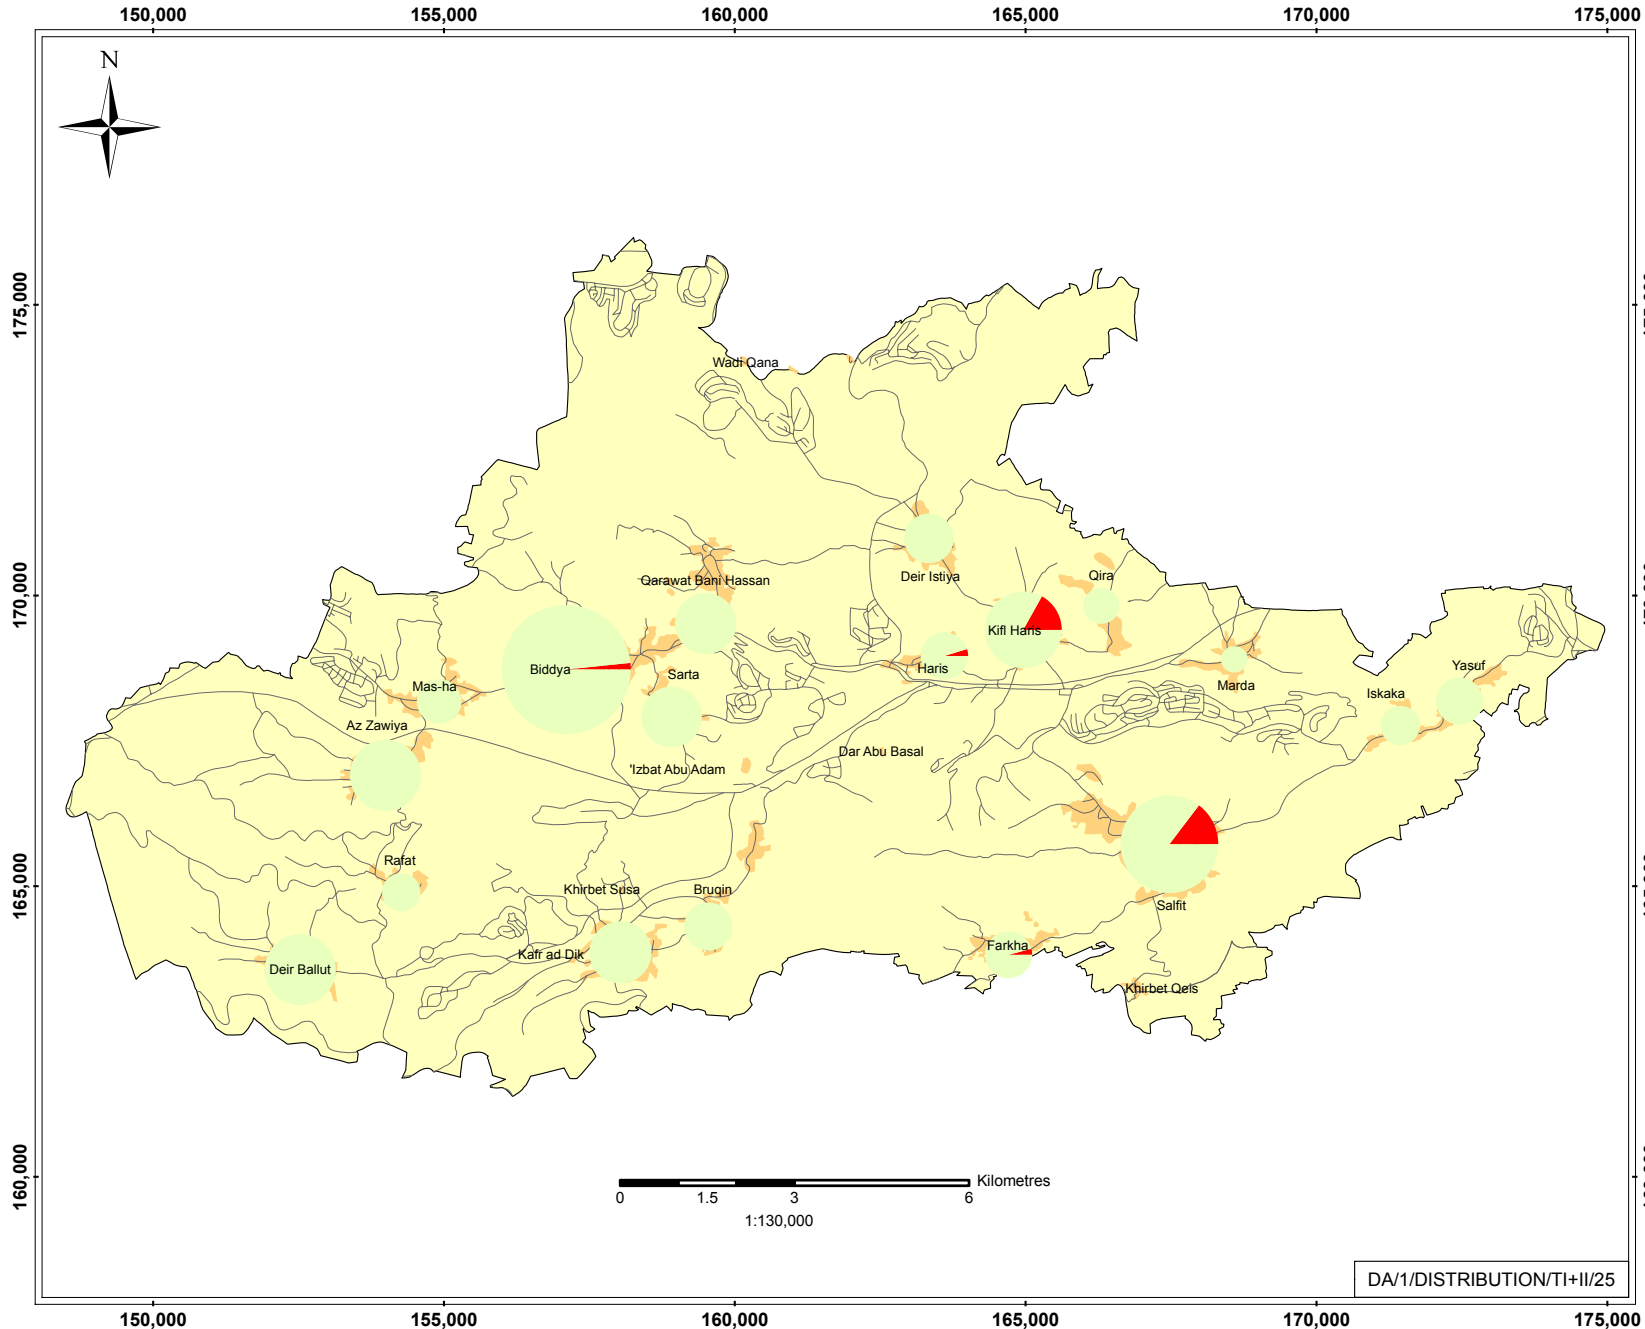 150,000 155,000 160,000 165,000 170,000 175,000
N
175,000
Wadi Qana
170,000
Qarawat Bani Hassan
Deir Istiya
Qira
Kifl Haris
Biddya
Haris
Sarta
Mas-ha
Marda
Yasuf
Iskaka
Az Zawiya
Dar Abu Basal
'Izbat Abu Adam
165,000
Rafat
Khirbet Susa
Bruqin
Salfit
Kafr ad Dik
Farkha
Deir Ballut
Khirbet Qeis
160,000
Kilometres
0 1.5 3 6
1:130,000
DA/1/DISTRIBUTION/TI+II/25
150,000 155,000 160,000 165,000 170,000 175,000